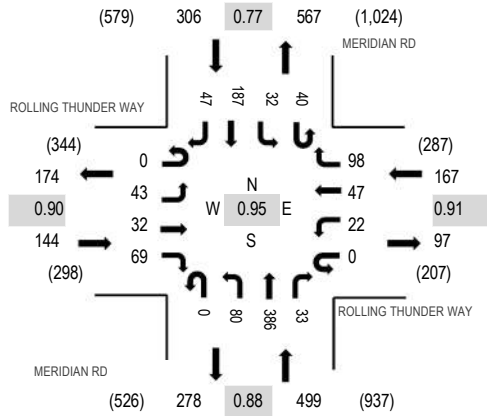 (579) 306 0.77 567 (1,024)
MERIDIAN RD
47 187 32 40
ROLLING THUNDER WAY
(344) (287)
174 0 98 167
0.90 43 N 47 0.91
W 0.95 E
144 32 22 97
S
(298) 69 0 (207)
0 80 386 33
ROLLING THUNDER WAY
MERIDIAN RD
(526) 278 0.88 499 (937)